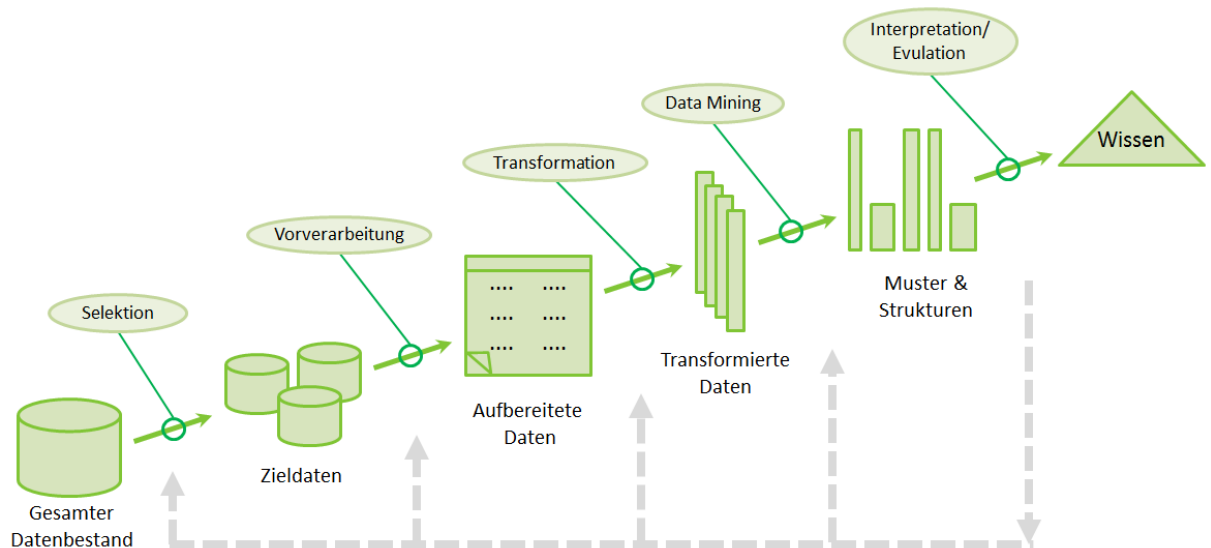 Interpretation/
Evulation
Data Mining
Wissen
Transformation
Vorverarbeitung
Muster &
Strukturen
.... ....
.... ....
.... ....
Selektion
Transformierte
Daten
Aufbereitete
Daten
Zieldaten
Gesamter
Datenbestand